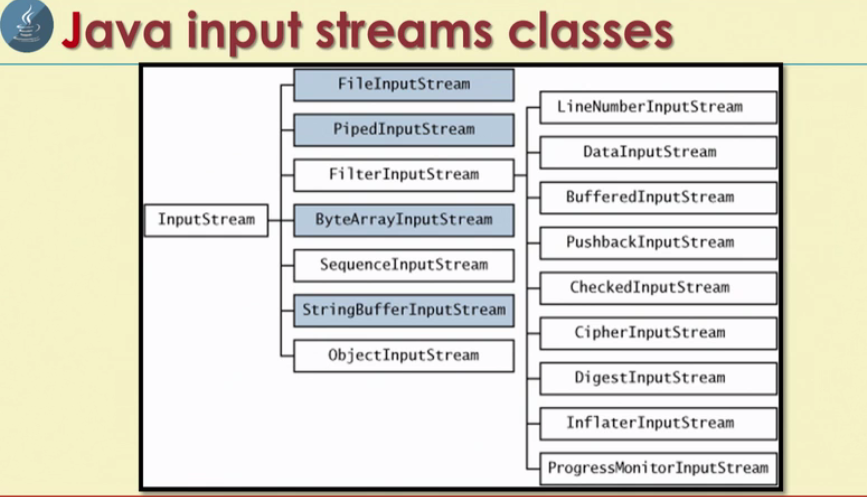 Java input streams classes
InputStream
FileInputStream
PipedInputStream
FilterInputStream
ByteArrayInputStream
SequenceInputStream
StringBufferInputStream
ObjectInputStream
LineNumberInputStream
DataInputStream
BufferedInputStream
PushbackInputStream
CheckedInputStream
CipherInputStream
DigestInputStream
InflaterInputStream
ProgressMonitorInputStream